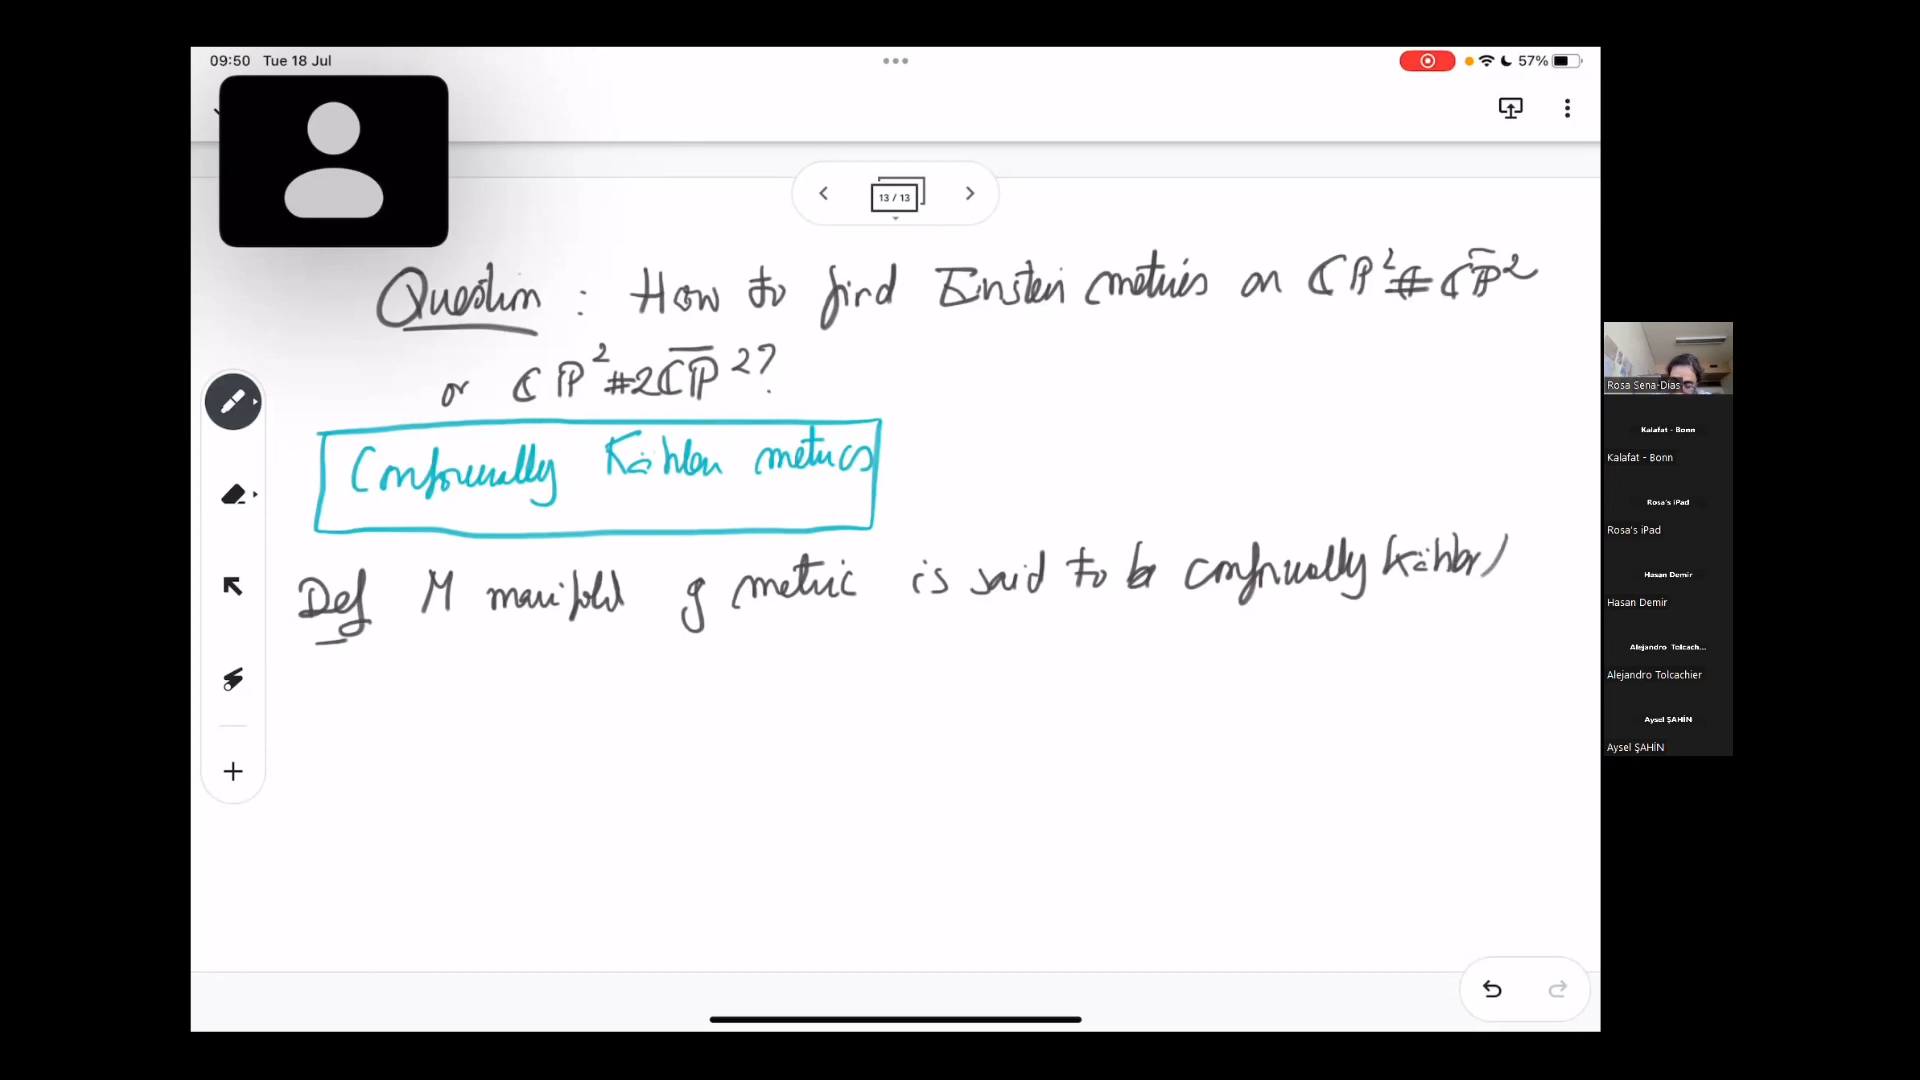 09:50 Tue 18 Jul
57%
13 / 13
Question : How to find Einstein metrics on ℂℙ²#ℂℙ̅²
or ℂℙ²#2ℂℙ̅²?
Conformally Kähler metrics
Def M manifold g metric is said to be conformally Kähler
Rosa Sena-Dias
Kalafat - Bonn
Kalafat - Bonn
Rosa's iPad
Rosa's iPad
Hasan Demir
Hasan Demir
Alejandro Tolcach...
Alejandro Tolcachier
Aysel ŞAHİN
Aysel ŞAHİN